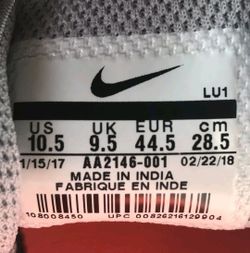 LU1
US UK EUR cm
10.5 9.5 44.5 28.5
1/15/17 AA2146-001 02/22/18
MADE IN INDIA
FABRIQUE EN INDE
108008450 UPC 00826216129904